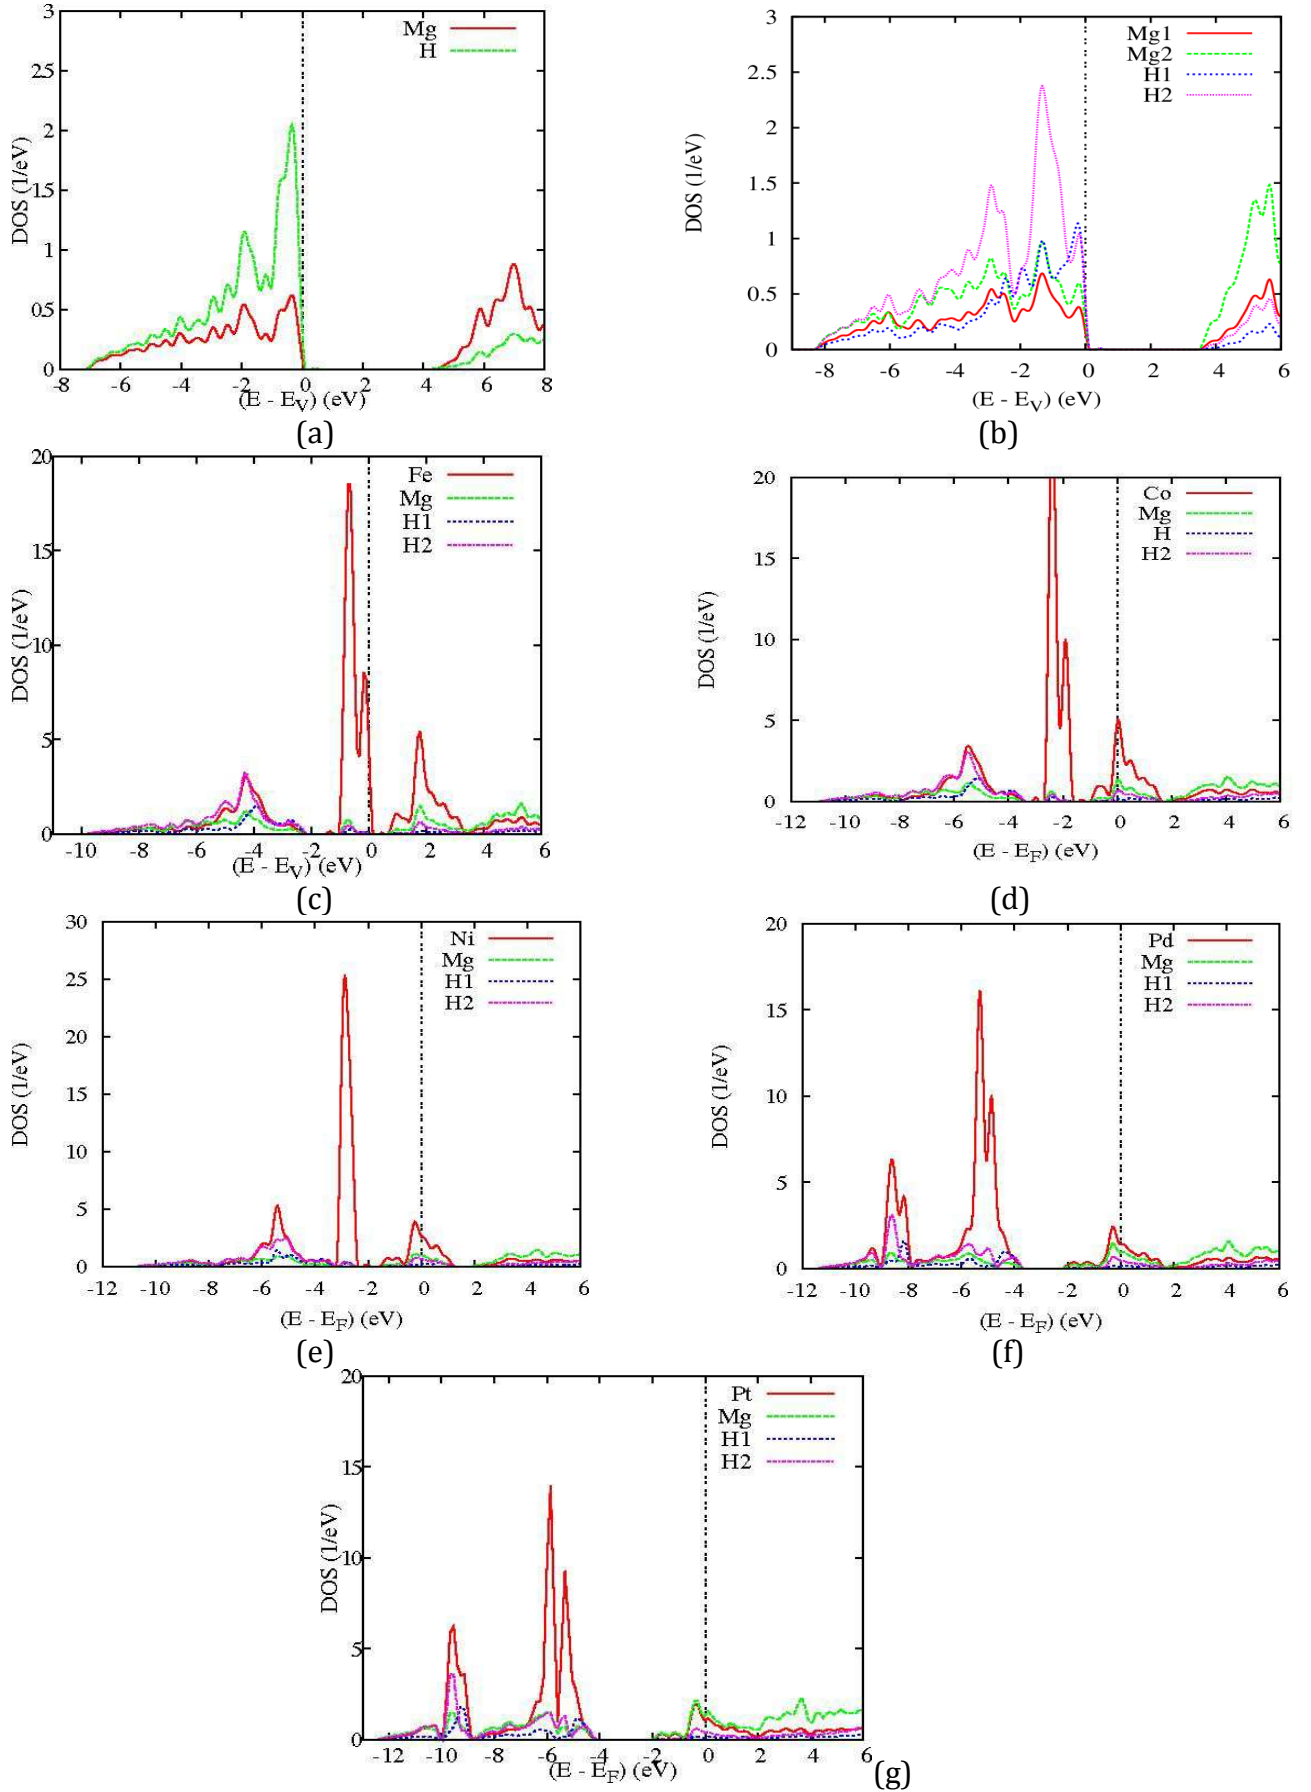 3
25
2
15
1
05
0
DOS (1/eV)
Mg
H
-8 -6 -4 -2 0 2 4 6 8
(E - E_V) (eV)
(a)
3
2.5
2
1.5
1
0.5
0
DOS (1/eV)
Mg1
Mg2
H1
H2
-8 -6 -4 -2 0 2 4 6
(E - E_V) (eV)
(b)
20
15
10
5
0
DOS (1/eV)
Fe
Mg
H1
H2
-10 -8 -6 -4 -2 0 2 4 6
(E - E_V) (eV)
(c)
20
15
10
5
0
DOS (1/eV)
Co
Mg
H
H2
-12 -10 -8 -6 -4 -2 0 2 4 6
(E - E_F) (eV)
(d)
30
25
20
15
10
5
0
DOS (1/eV)
Ni
Mg
H1
H2
-12 -10 -8 -6 -4 -2 0 2 4 6
(E - E_F) (eV)
(e)
20
15
10
5
0
DOS (1/eV)
Pd
Mg
H1
H2
-12 -10 -8 -6 -4 -2 0 2 4 6
(E - E_F) (eV)
(f)
20
15
10
5
0
DOS (1/eV)
Pt
Mg
H1
H2
-12 -10 -8 -6 -4 -2 0 2 4 6
(E - E_F) (eV)
(g)